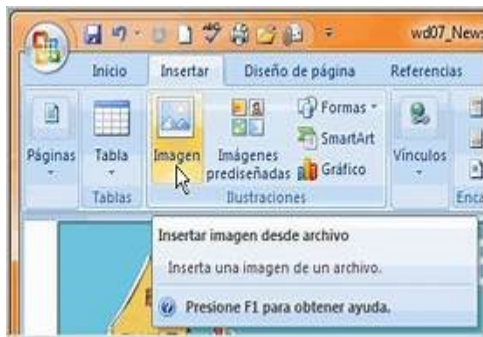 wd07_News
Inicio Insertar Diseño de página Referencias
Páginas
Tabla
Imagen
Imágenes
prediseñadas
Formas
SmartArt
Gráfico
Vínculos
Tablas Ilustraciones Enca
Insertar imagen desde archivo
Inserta una imagen de un archivo.
Presione F1 para obtener ayuda.